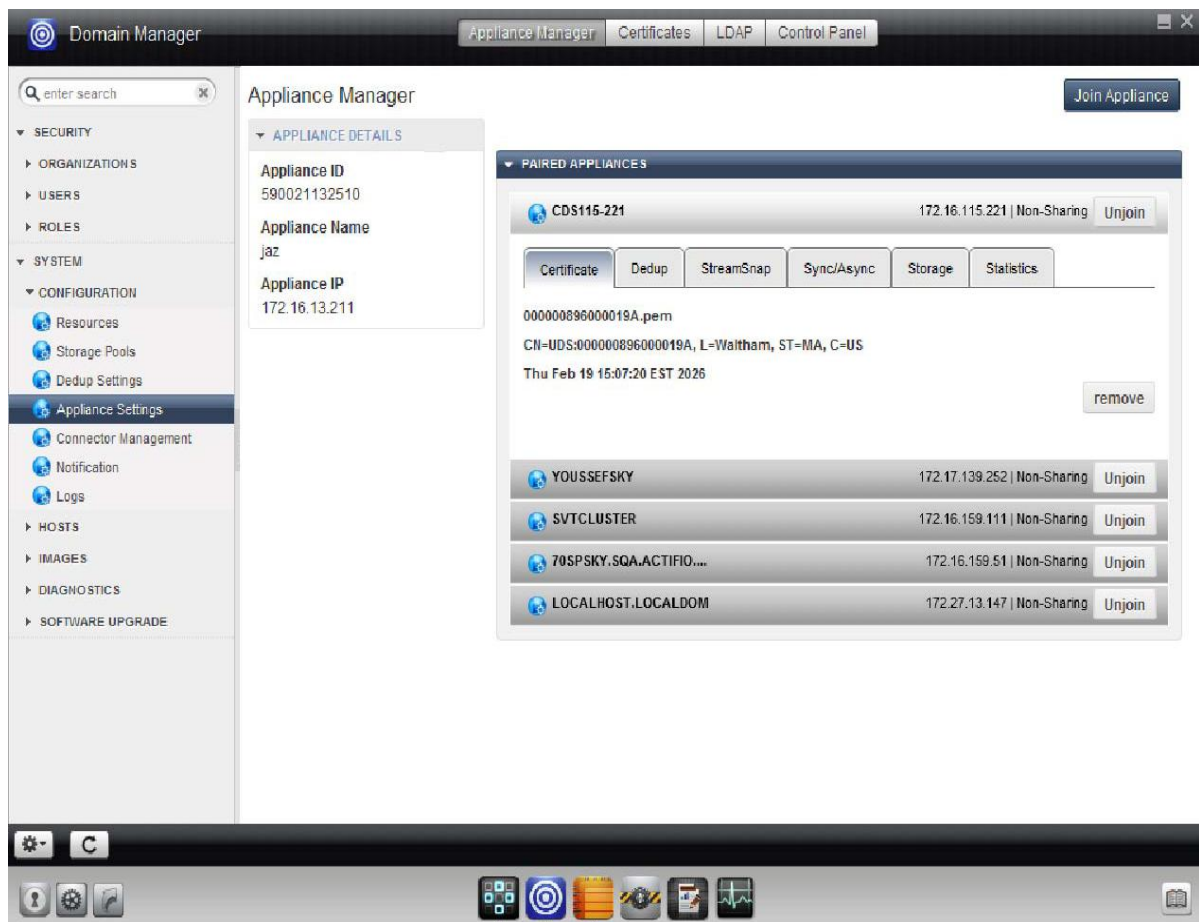 Domain Manager
Appliance Manager
Certificates
LDAP
Control Panel
enter search
SECURITY
ORGANIZATIONS
USERS
ROLES
SYSTEM
CONFIGURATION
Resources
Storage Pools
Dedup Settings
Appliance Settings
Connector Management
Notification
Logs
HOSTS
IMAGES
DIAGNOSTICS
SOFTWARE UPGRADE
Appliance Manager
Join Appliance
APPLIANCE DETAILS
Appliance ID
590021132510
Appliance Name
jaz
Appliance IP
172.16.13.211
PAIRED APPLIANCES
CDS115-221 172.16.115.221 | Non-Sharing Unjoin
Certificate Dedup StreamSnap Sync/Async Storage Statistics
000000896000019A.pem
CN=UDS:000000896000019A, L=Waltham, ST=MA, C=US
Thu Feb 19 15:07:20 EST 2026
remove
YOUSSEFSKY 172.17.139.252 | Non-Sharing Unjoin
SVTCLUSTER 172.16.159.111 | Non-Sharing Unjoin
70SPSKY.SQA.ACTIFIO.... 172.16.159.51 | Non-Sharing Unjoin
LOCALHOST.LOCALDOM 172.27.13.147 | Non-Sharing Unjoin